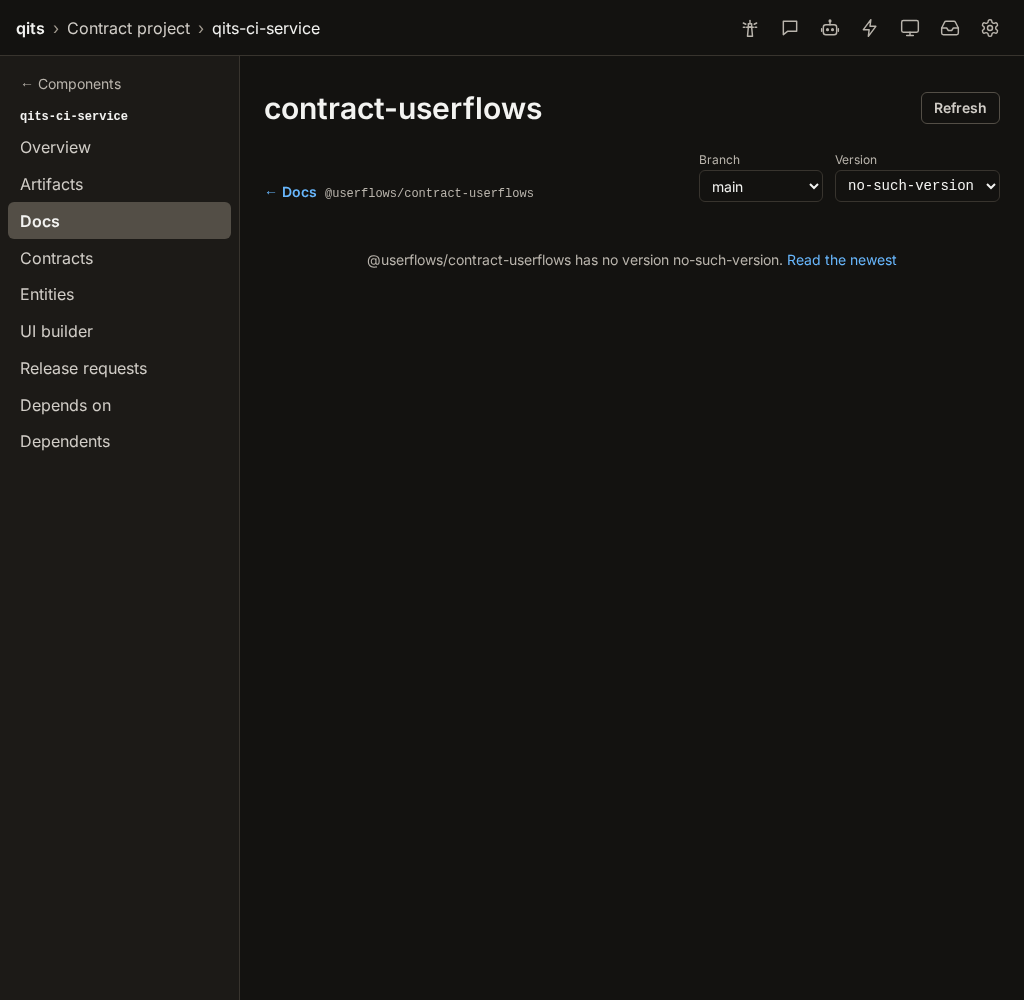 qits › Contract project › qits-ci-service
← Components
qits-ci-service
Overview
Artifacts
Docs
Contracts
Entities
UI builder
Release requests
Depends on
Dependents
contract-userflows
Refresh
← Docs @userflows/contract-userflows
Branch
main
Version
no-such-version
@userflows/contract-userflows has no version no-such-version. Read the newest